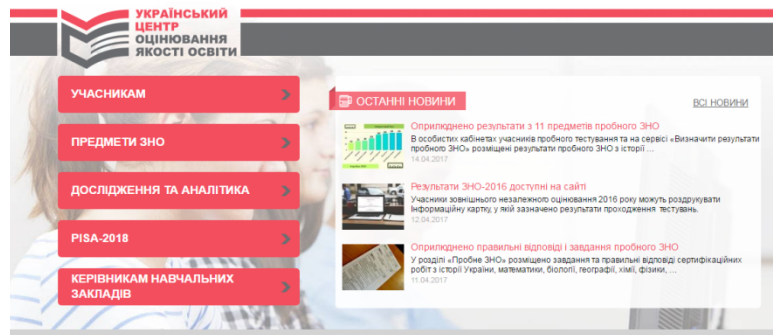 УКРАЇНСЬКИЙ
ЦЕНТР
ОЦІНЮВАННЯ
ЯКОСТІ ОСВІТИ
УЧАСНИКАМ
ПРЕДМЕТИ ЗНО
ДОСЛІДЖЕННЯ ТА АНАЛІТИКА
PISA-2018
КЕРІВНИКАМ НАВЧАЛЬНИХ
ЗАКЛАДІВ
ОСТАННІ НОВИНИ
ВСІ НОВИНИ
Оприлюднено результати з 11 предметів пробного ЗНО
В особистих кабінетах учасників пробного тестування та на сервісі «Визначити результати
пробного ЗНО» розміщені результати пробного ЗНО з історії ...
14.04.2017
Результати ЗНО-2016 доступні на сайті
Учасники зовнішнього незалежного оцінювання 2016 року можуть роздрукувати
Інформаційну картку, у якій зазначено результати проходження тестувань.
12.04.2017
Оприлюднено правильні відповіді і завдання пробного ЗНО
У розділі «Пробне ЗНО» розміщено завдання та правильні відповіді сертифікаційних
робіт з історії України, математики, біології, географії, хімії, фізики, ...
11.04.2017